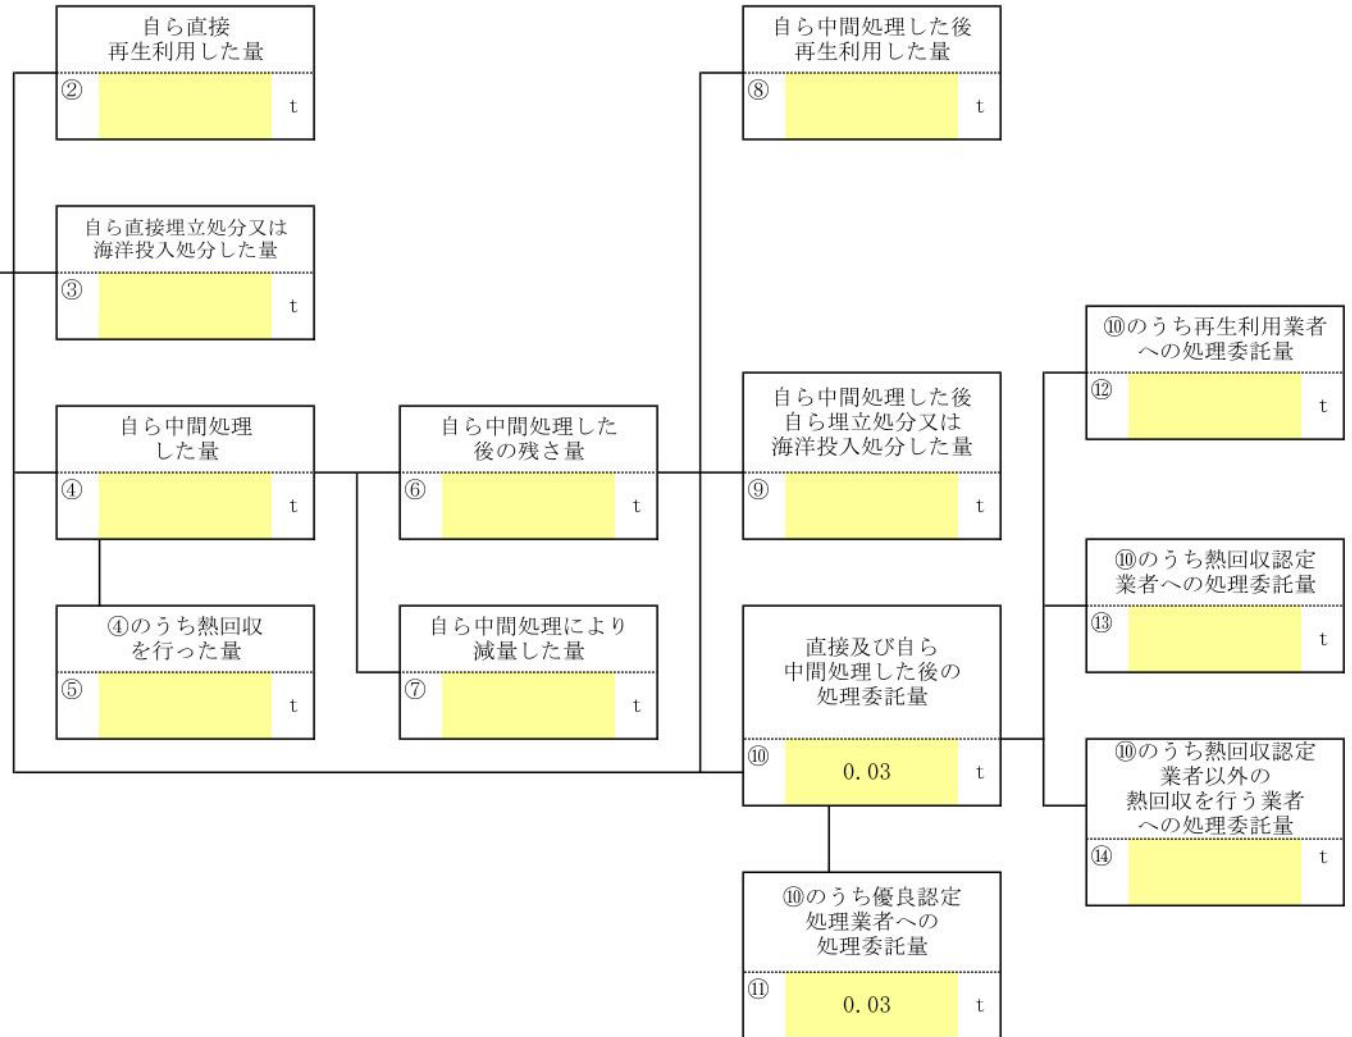 自ら直接
再生利用した量
②
t
自ら中間処理した後
再生利用した量
⑧
t
自ら直接埋立処分又は
海洋投入処分した量
③
t
⑩のうち再生利用業者
への処理委託量
⑫
t
自ら中間処理
した量
④
t
自ら中間処理した
後の残さ量
⑥
t
自ら中間処理した後
自ら埋立処分又は
海洋投入処分した量
⑨
t
⑩のうち熱回収認定
業者への処理委託量
⑬
t
④のうち熱回収
を行った量
⑤
t
自ら中間処理により
減量した量
⑦
t
直接及び自ら
中間処理した後の
処理委託量
⑩
0.03
t
⑩のうち熱回収認定
業者以外の
熱回収を行う業者
への処理委託量
⑭
t
⑩のうち優良認定
処理業者への
処理委託量
⑪
0.03
t